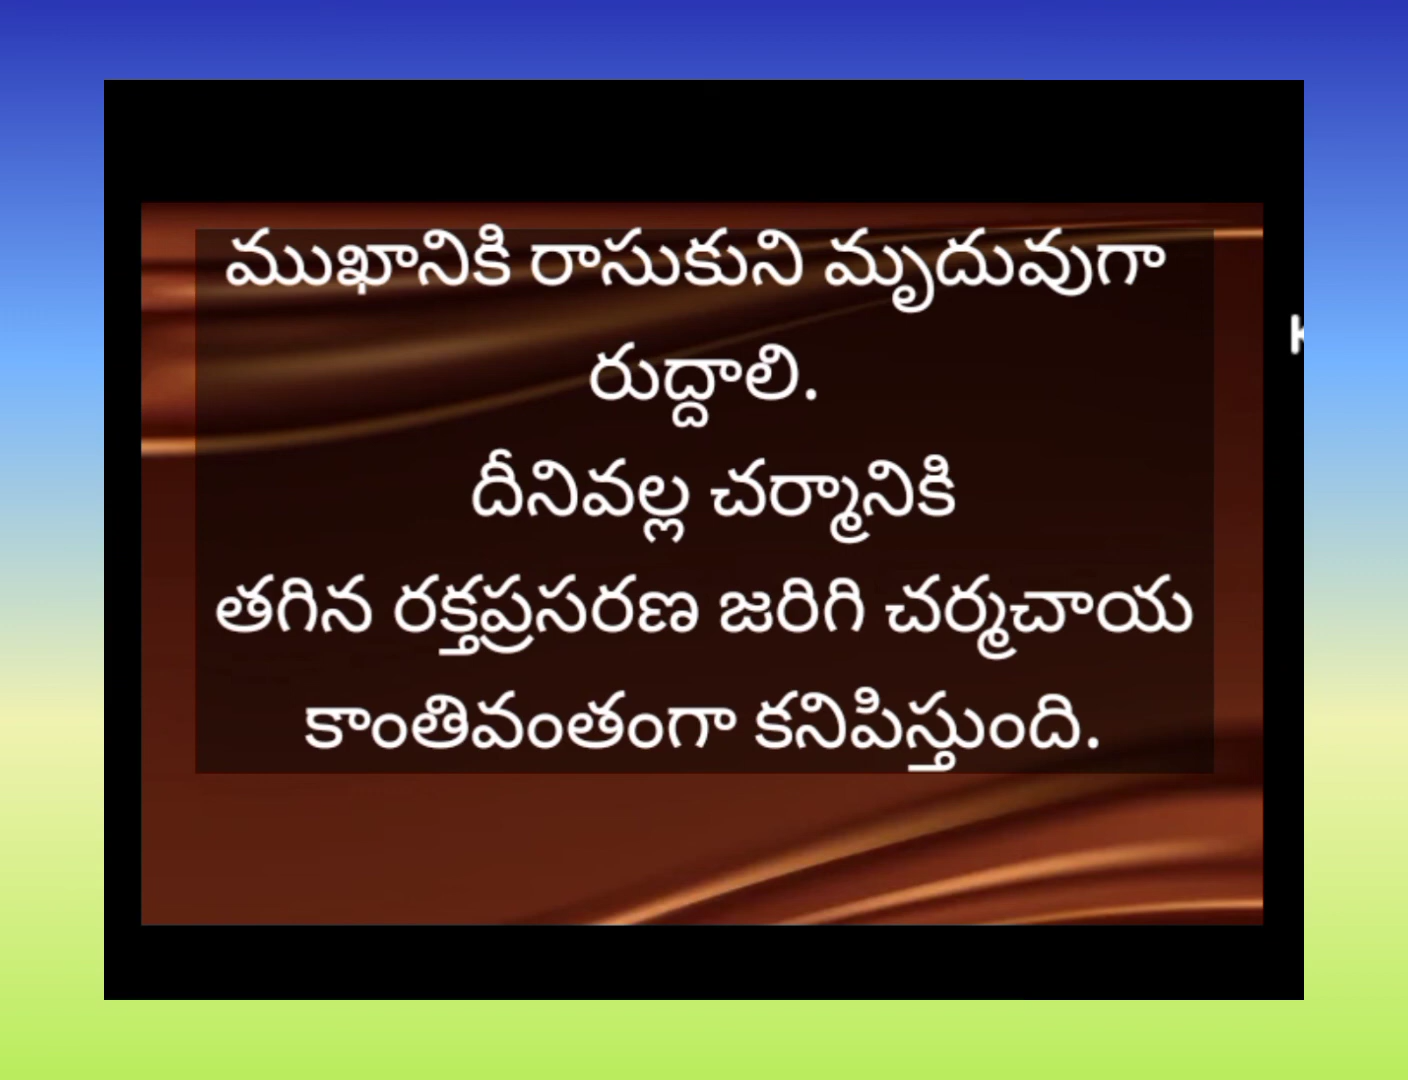 ముఖానికి రాసుకుని మృదువుగా
రుద్దాలి.
దీనివల్ల చర్మానికి
తగిన రక్తప్రసరణ జరిగి చర్మచాయ
కాంతివంతంగా కనిపిస్తుంది.